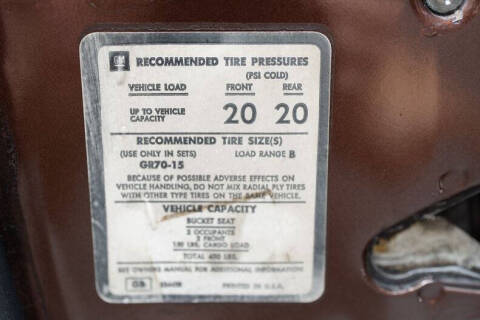 GM RECOMMENDED TIRE PRESSURES
(PSI COLD)
VEHICLE LOAD FRONT REAR
UP TO VEHICLE CAPACITY 20 20
RECOMMENDED TIRE SIZE(S)
(USE ONLY IN SETS) LOAD RANGE B
GR70-15
BECAUSE OF POSSIBLE ADVERSE EFFECTS ON
VEHICLE HANDLING, DO NOT MIX RADIAL PLY TIRES
WITH OTHER TYPE TIRES ON THE SAME VEHICLE.
VEHICLE CAPACITY
BUCKET SEAT
2 OCCUPANTS
2 FRONT
LBS. CARGO LOAD
TOTAL LBS.
SEE OWNERS MANUAL FOR ADDITIONAL INFORMATION
PRINTED IN U.S.A.